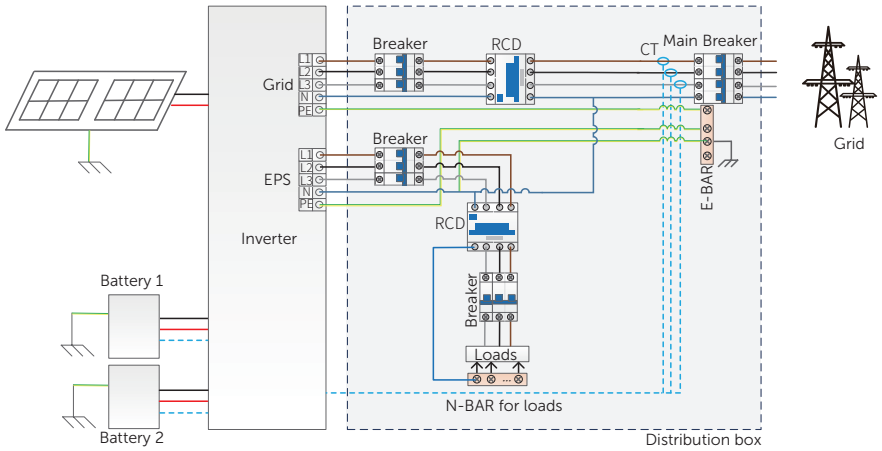 Breaker
RCD
CT
Main Breaker
L1
L2
Grid
L3
N
PE
Grid
Breaker
E-BAR
L1
L2
EPS
L3
N
PE
RCD
Inverter
Battery 1
Breaker
Loads
...
N-BAR for loads
Battery 2
Distribution box